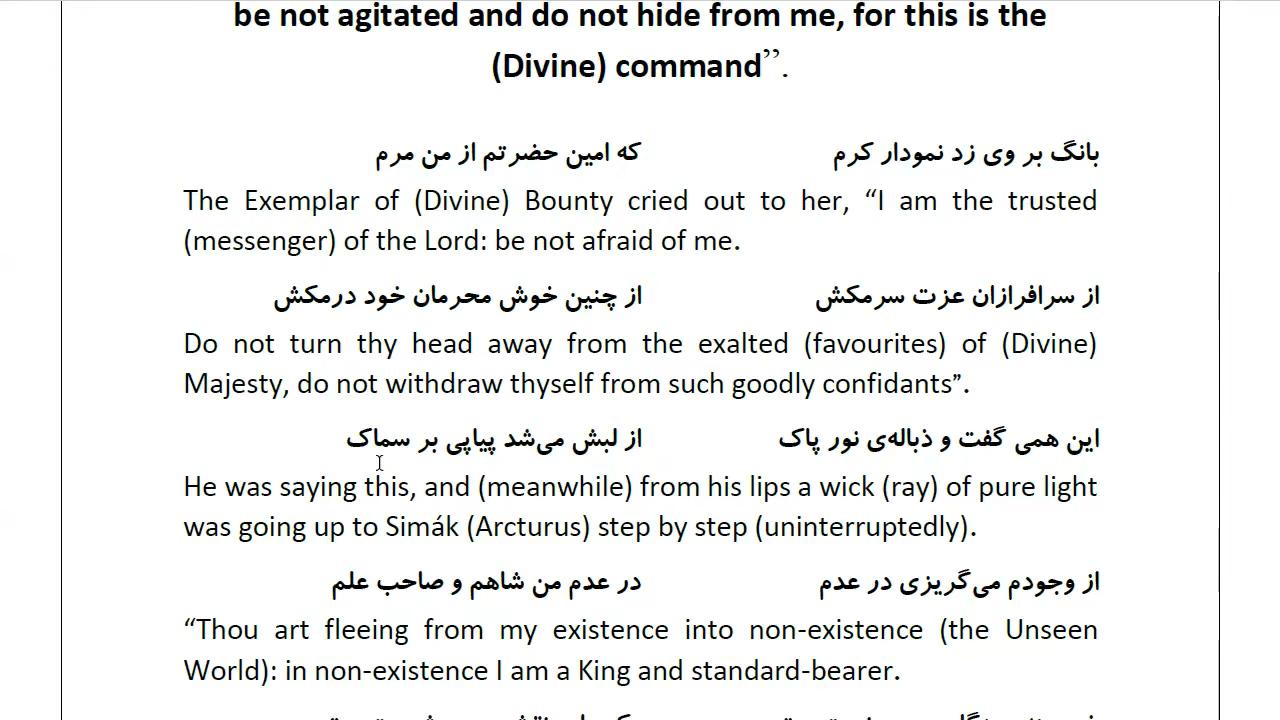 be not agitated and do not hide from me, for this is the
(Divine) command”.
بانگ بر وی زد نمودار کرم که امین حضرتم از من مرم
The Exemplar of (Divine) Bounty cried out to her, “I am the trusted
(messenger) of the Lord: be not afraid of me.
از سرافرازان عزت سرمکش از چنین خوش محرمان خود درمکش
Do not turn thy head away from the exalted (favourites) of (Divine)
Majesty, do not withdraw thyself from such goodly confidants”.
این همی گفت و ذباله‌ی نور پاک از لبش می‌شد پیاپی بر سماک
He was saying this, and (meanwhile) from his lips a wick (ray) of pure light
was going up to Simák (Arcturus) step by step (uninterruptedly).
از وجودم می‌گریزی در عدم در عدم من شاهم و صاحب علم
“Thou art fleeing from my existence into non-existence (the Unseen
World): in non-existence I am a King and standard-bearer.